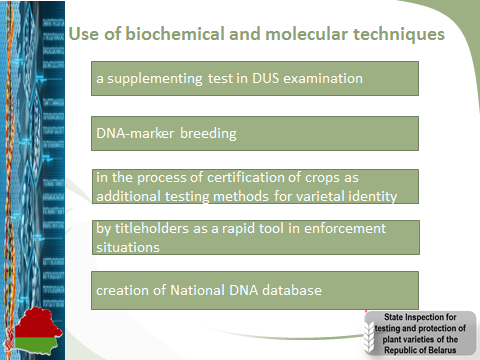 Use of biochemical and molecular techniques
a supplementing test in DUS examination
DNA-marker breeding
in the process of certification of crops as
additional testing methods for varietal identity
by titleholders as a rapid tool in enforcement
situations
creation of National DNA database
State Inspection for
testing and protection of
plant varieties of the
Republic of Belarus